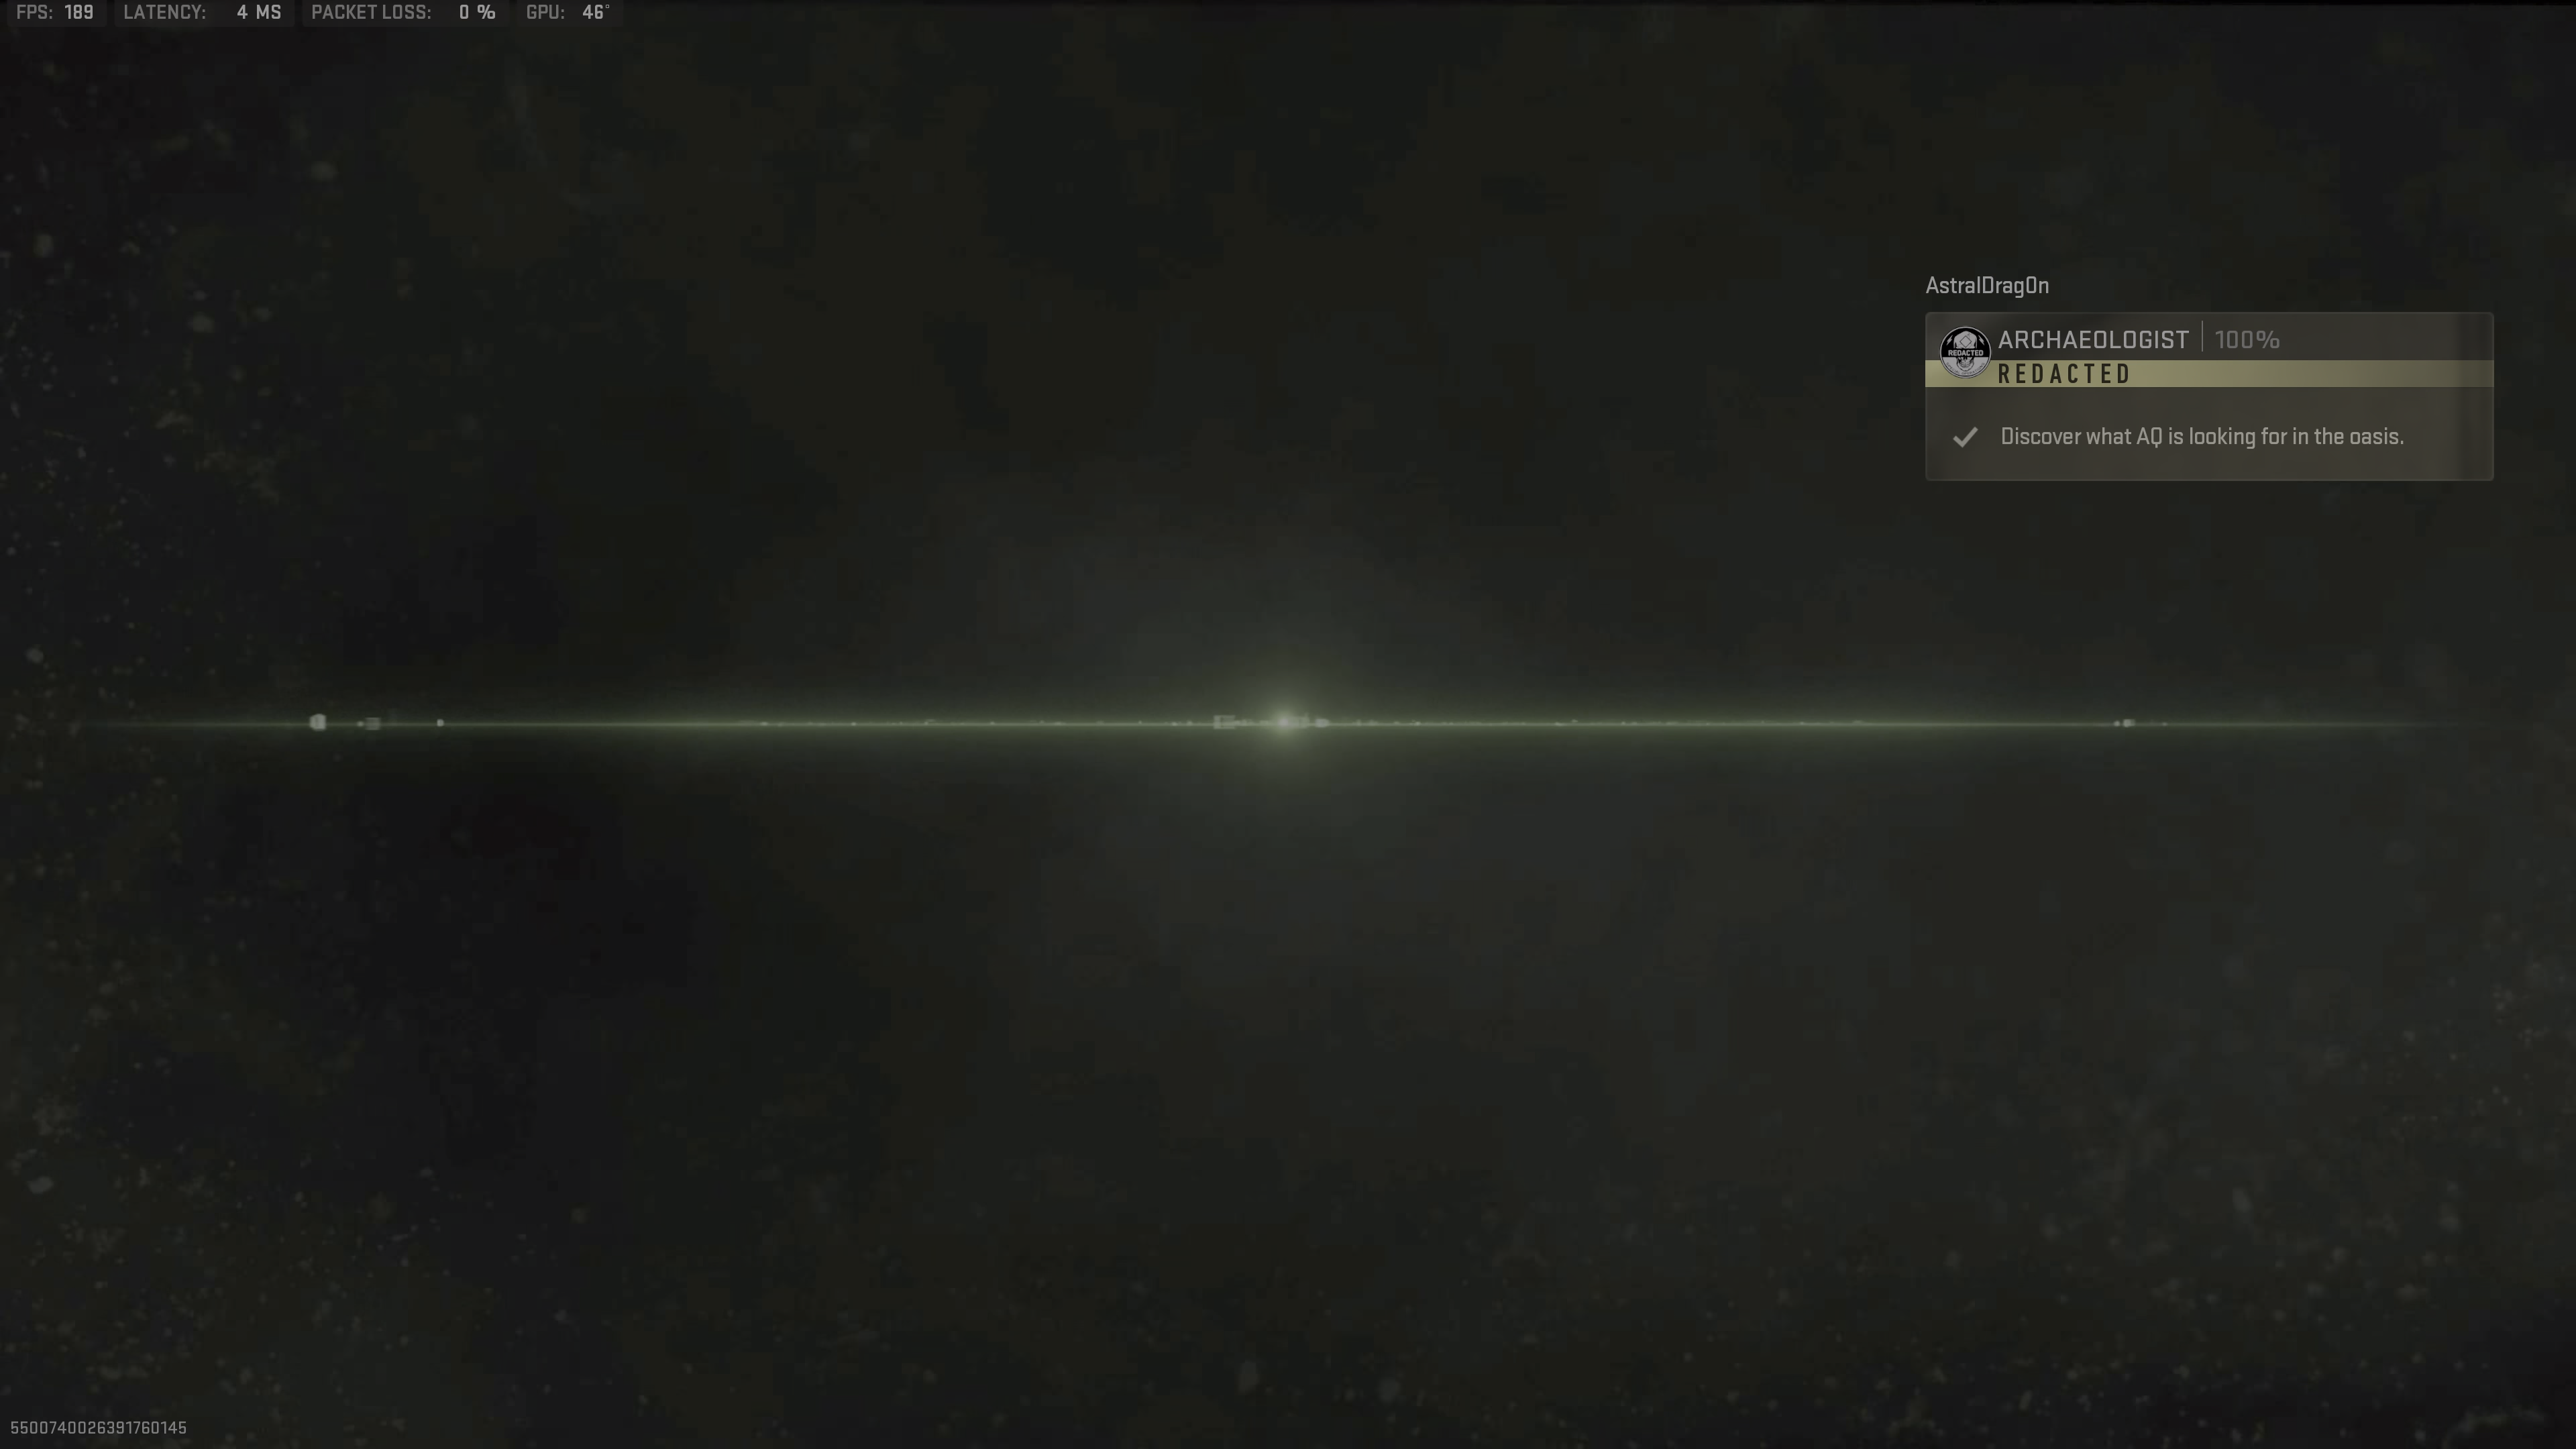 FPS: 189 LATENCY: 4 MS PACKET LOSS: 0 % GPU: 46°
AstralDrag0n
ARCHAEOLOGIST | 100%
REDACTED
REDACTED
Discover what AQ is looking for in the oasis.
5500740026391760145